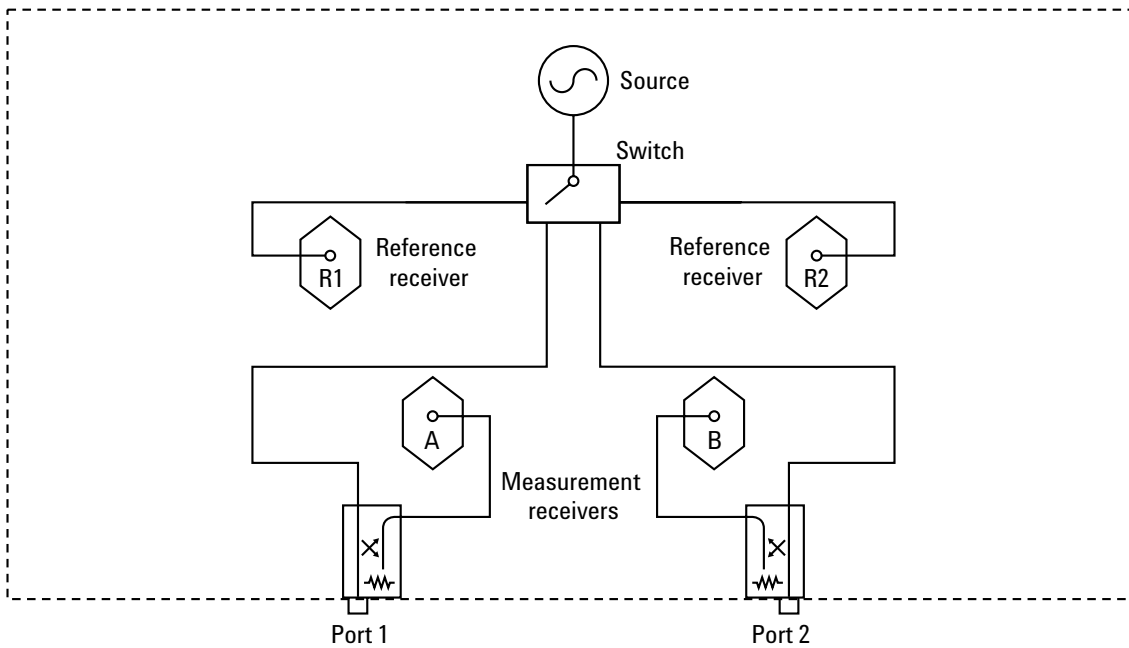 Source
Switch
Reference
receiver
R1
Reference
receiver
R2
A
B
Measurement
receivers
Port 1
Port 2